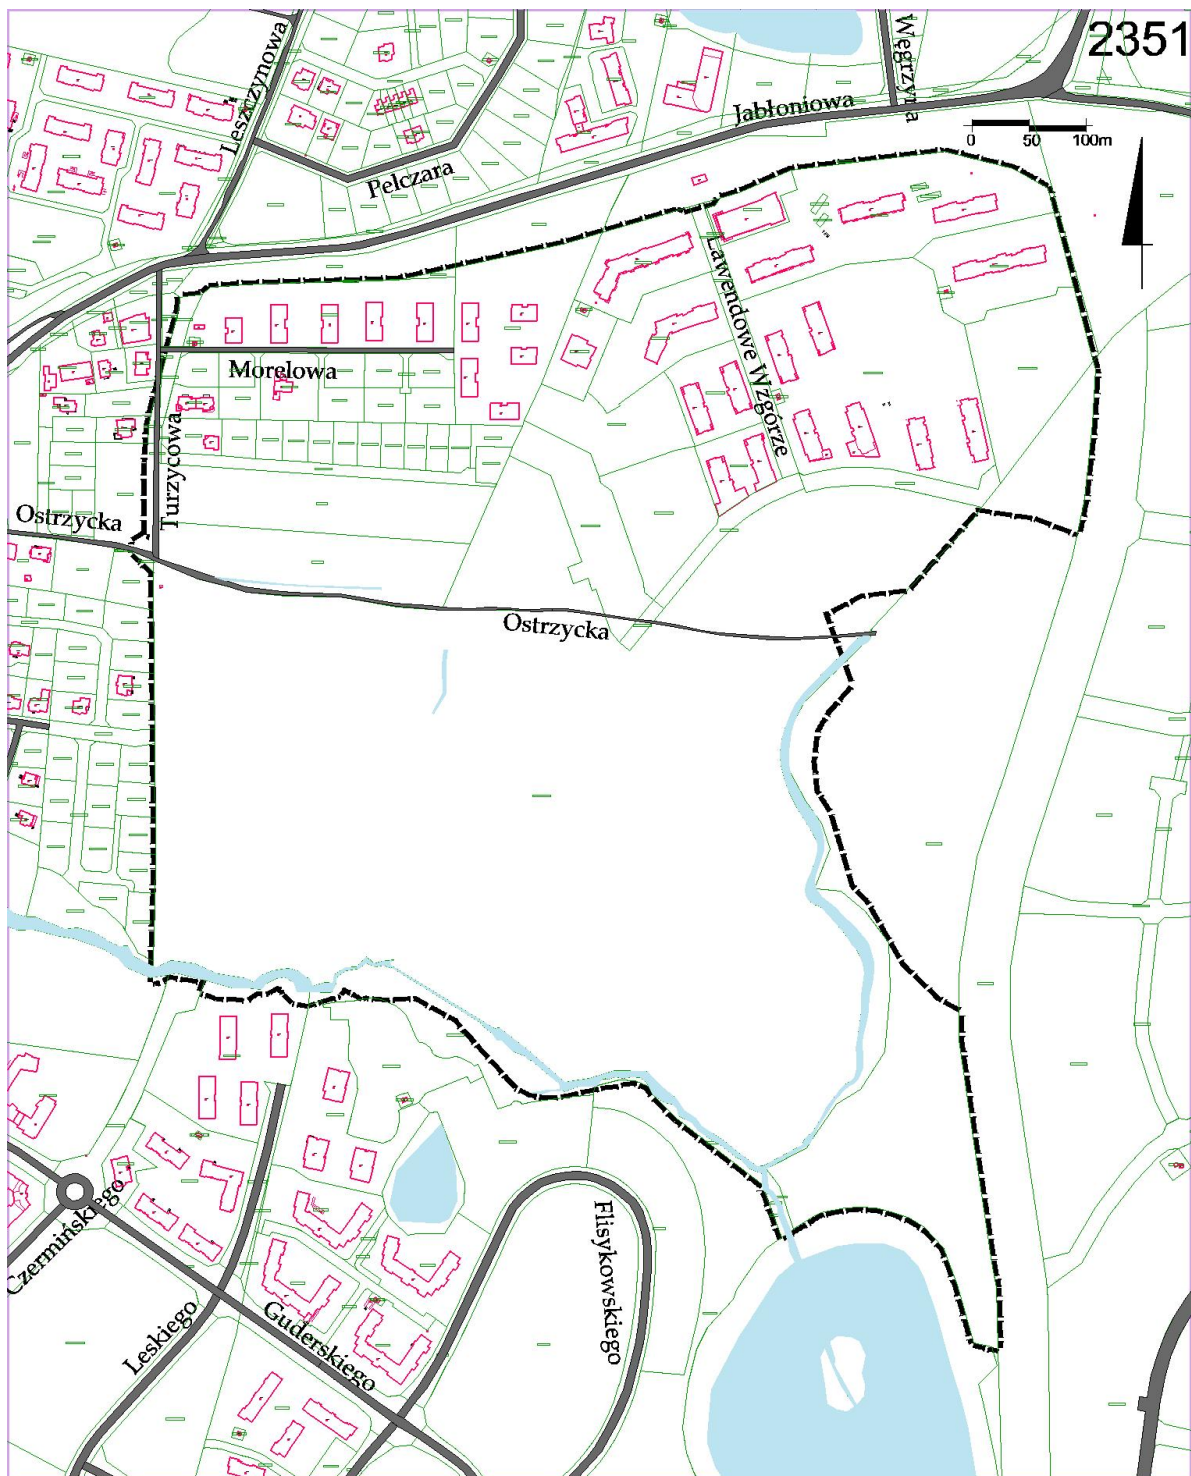 2351
Leszczynowa
Węgrzyna
Jabłoniowa
0 50 100m
Pelczara
Lawendowe Wzgórze
Morelowa
Turzycowa
Ostrzycka
Ostrzycka
Flisykowskiego
Czermińskiego
Leskiego
Guderskiego